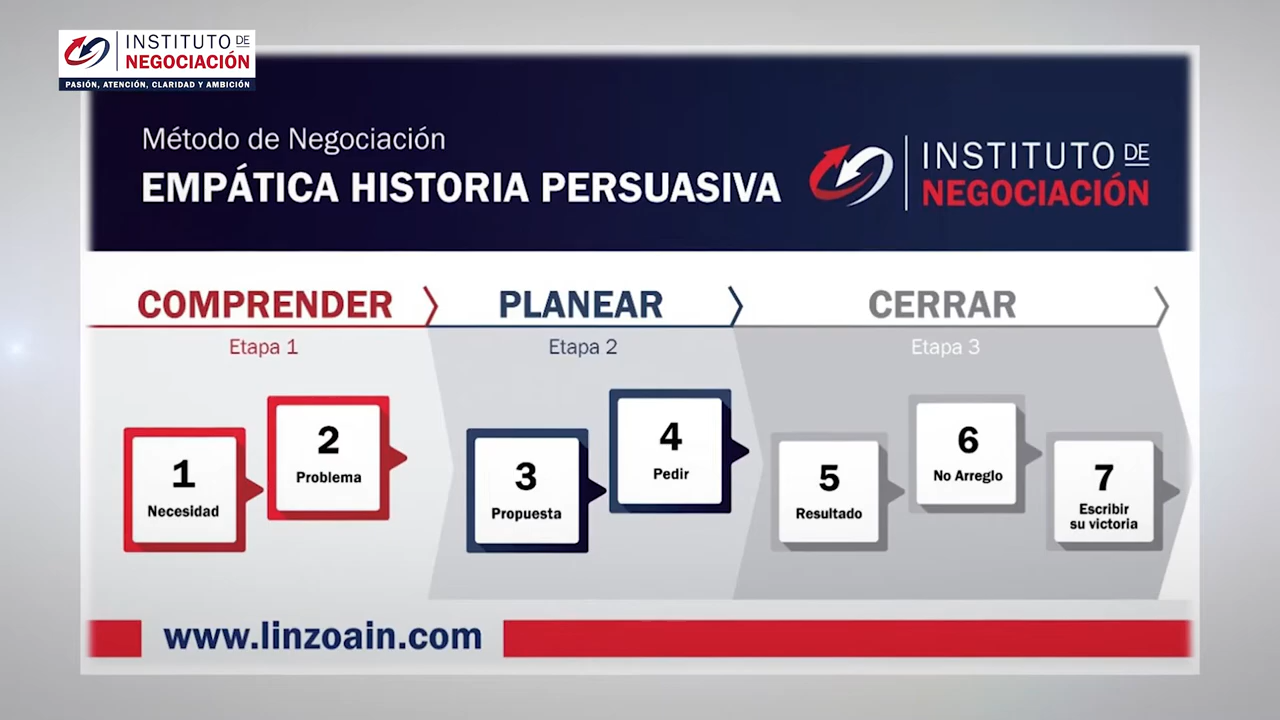 INSTITUTO DE
NEGOCIACIÓN
PASIÓN, ATENCIÓN, CLARIDAD Y AMBICIÓN
Método de Negociación
EMPÁTICA HISTORIA PERSUASIVA
INSTITUTO DE
NEGOCIACIÓN
COMPRENDER
Etapa 1
PLANEAR
Etapa 2
CERRAR
Etapa 3
1
Necesidad
2
Problema
3
Propuesta
4
Pedir
5
Resultado
6
No Arreglo
7
Escribir
su victoria
www.linzoain.com